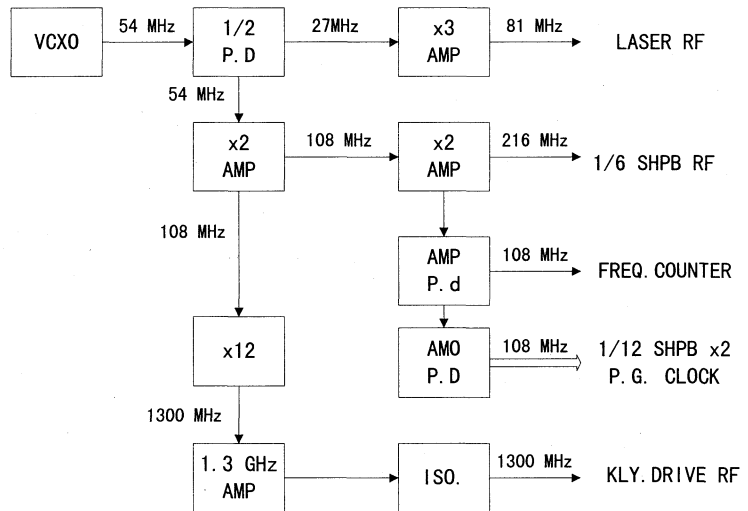 VCXO
54 MHz
1/2
P.D
27MHz
x3
AMP
81 MHz
LASER RF
54 MHz
x2
AMP
108 MHz
x2
AMP
216 MHz
1/6 SHPB RF
108 MHz
AMP
P.d
108 MHz
FREQ.COUNTER
x12
AMO
P.D
108 MHz
1/12 SHPB x2
P.G. CLOCK
1300 MHz
1.3 GHz
AMP
ISO.
1300 MHz
KLY.DRIVE RF